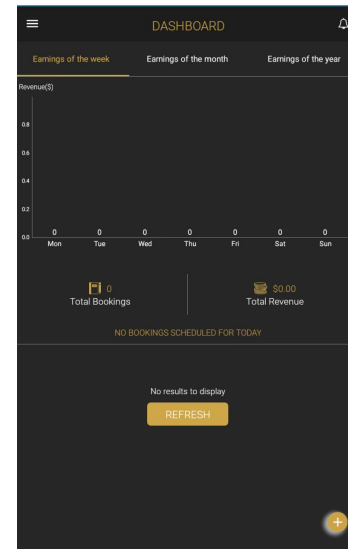 DASHBOARD
Earnings of the week Earnings of the month Earnings of the year
Revenue($)
0.8
0.6
0.4
0.2
0.0
0 0 0 0 0 0 0
Mon Tue Wed Thu Fri Sat Sun
0 $0.00
Total Bookings Total Revenue
NO BOOKINGS SCHEDULED FOR TODAY
No results to display
REFRESH
+